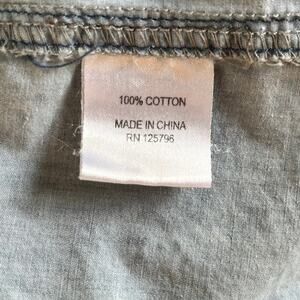 100% COTTON
MADE IN CHINA
RN 125796